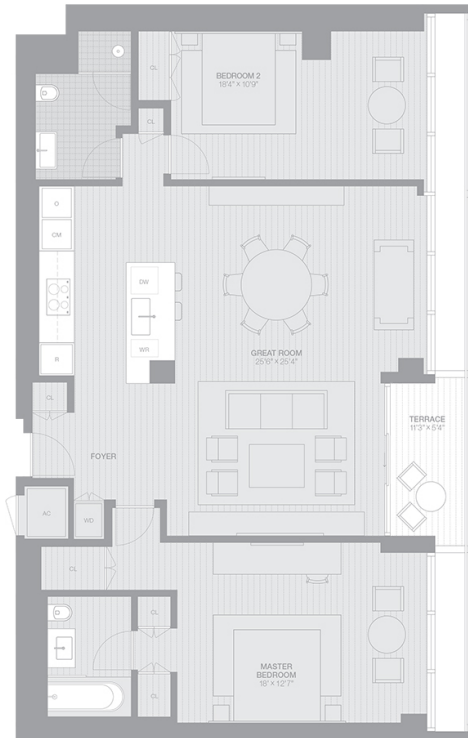 CL
BEDROOM 2
18'4" X 10'9"
CL
O
CM
DW
WR
R
GREAT ROOM
25'6" X 25'4"
CL
TERRACE
11'3" X 5'4"
FOYER
AC
WD
CL
CL
MASTER
BEDROOM
18' X 12'7"
CL